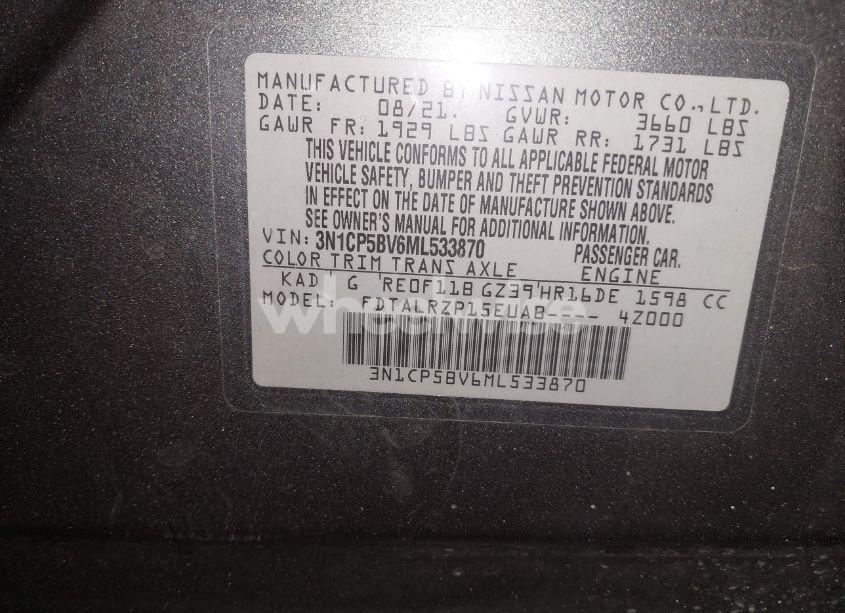 MANUFACTURED BY NISSAN MOTOR CO.,LTD.
DATE: 08/21. GVWR: 3660 LBS
GAWR FR: 1929 LBS GAWR RR: 1731 LBS
THIS VEHICLE CONFORMS TO ALL APPLICABLE FEDERAL MOTOR
VEHICLE SAFETY, BUMPER AND THEFT PREVENTION STANDARDS
IN EFFECT ON THE DATE OF MANUFACTURE SHOWN ABOVE.
SEE OWNER'S MANUAL FOR ADDITIONAL INFORMATION.
VIN: 3N1CP5BV6ML533870 PASSENGER CAR.
COLOR TRIM TRANS AXLE ENGINE
KAD G RE0F11B GZ39 HR16DE 1598 CC
MODEL: FDTALRZP15EUAB---- 4Z000
wheelwise
3N1CP5BV6ML533870